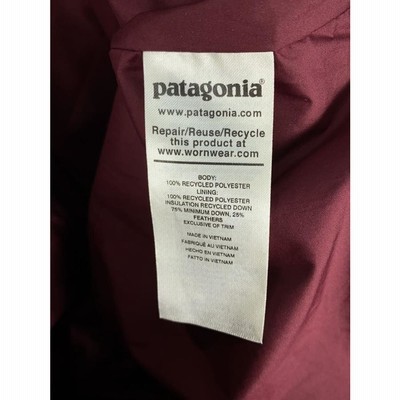 patagonia®
www.patagonia.com
Repair/Reuse/Recycle
this product at
www.wornwear.com
BODY:
100% RECYCLED POLYESTER
LINING:
100% RECYCLED POLYESTER
INSULATION RECYCLED DOWN
75% MINIMUM DOWN, 25%
FEATHERS
EXCLUSIVE OF TRIM
MADE IN VIETNAM
FABRIQUÉ AU VIETNAM
HECHO EN VIETNAM
FATTO IN VIETNAM